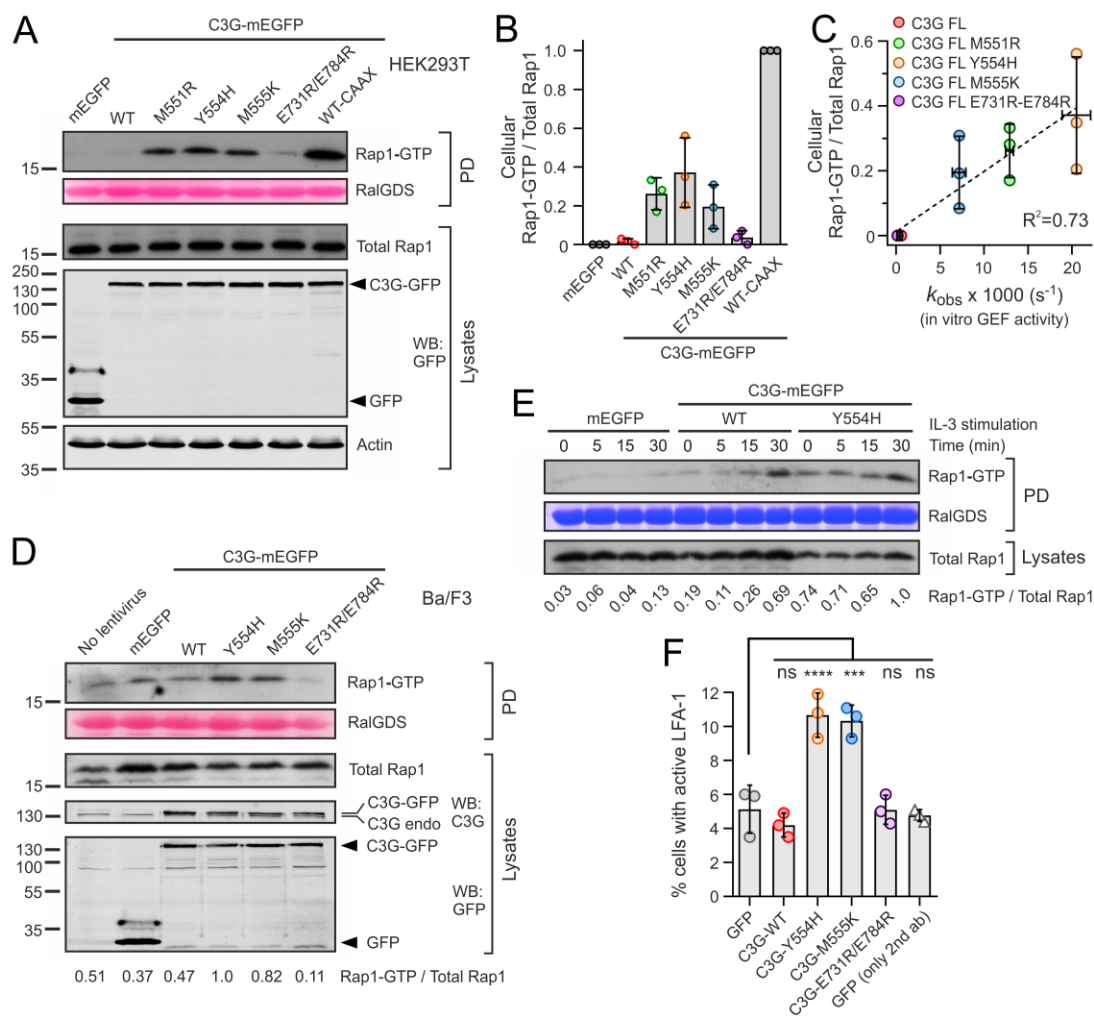 A
C3G-mEGFP
HEK293T
mEGFP
WT
M551R
Y554H
M555K
E731R/E784R
WT-CAAX
15
Rap1-GTP
RalGDS
PD
15
Total Rap1
250
130
100
55
35
C3G-GFP
WB:
GFP
GFP
55
35
Actin
Lysates
B
Cellular
Rap1-GTP / Total Rap1
1.0
0.8
0.6
0.4
0.2
0
mEGFP
WT
M551R
Y554H
M555K
E731R/E784R
WT-CAAX
C3G-mEGFP
C
C3G FL
C3G FL M551R
C3G FL Y554H
C3G FL M555K
C3G FL E731R-E784R
Cellular
Rap1-GTP / Total Rap1
0.6
0.4
0.2
0
R²=0.73
0 5 10 15 20
kobs x 1000 (s⁻¹)
(in vitro GEF activity)
E
C3G-mEGFP
mEGFP WT Y554H IL-3 stimulation
0 5 15 30 0 5 15 30 0 5 15 30 Time (min)
Rap1-GTP
RalGDS
PD
Total Rap1
Lysates
0.03 0.06 0.04 0.13 0.19 0.11 0.26 0.69 0.74 0.71 0.65 1.0 Rap1-GTP / Total Rap1
D
C3G-mEGFP
Ba/F3
No lentivirus
mEGFP
WT
Y554H
M555K
E731R/E784R
15
Rap1-GTP
RalGDS
PD
15
Total Rap1
130
C3G-GFP
C3G endo
WB:
C3G
130
100
55
35
C3G-GFP
WB:
GFP
GFP
Lysates
0.51 0.37 0.47 1.0 0.82 0.11 Rap1-GTP / Total Rap1
F
ns **** *** ns ns
% cells with active LFA-1
12
10
8
6
4
2
0
GFP
C3G-WT
C3G-Y554H
C3G-M555K
C3G-E731R/E784R
GFP (only 2nd ab)